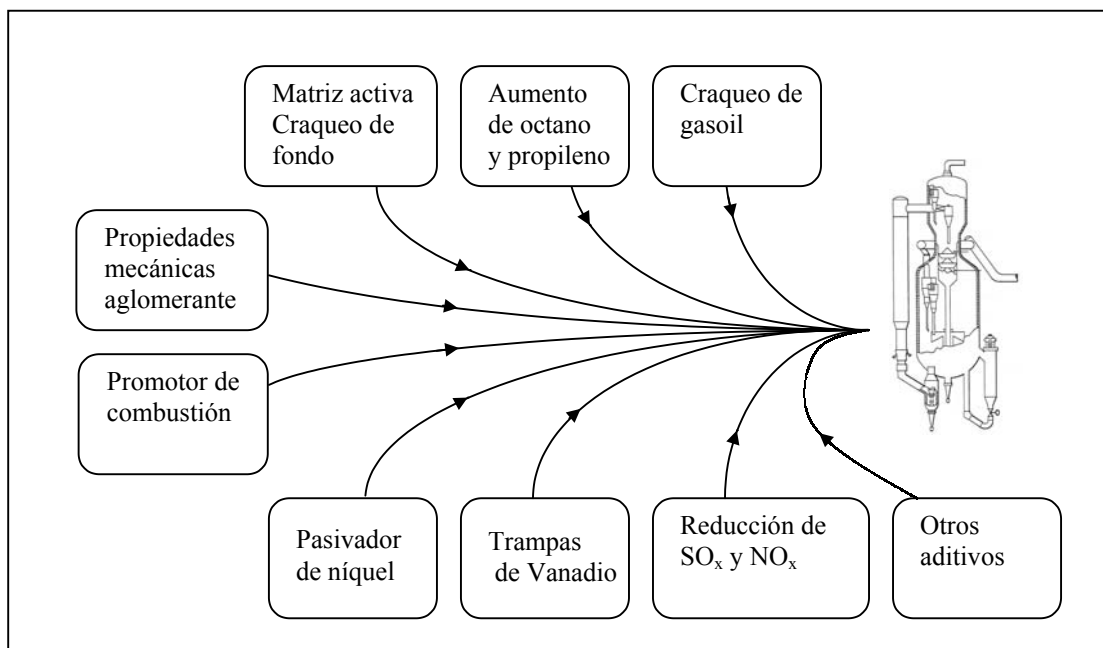 Matriz activa
Craqueo de
fondo
Aumento
de octano
y propileno
Craqueo de
gasoil
Propiedades
mecánicas
aglomerante
Promotor de
combustión
Pasivador
de níquel
Trampas
de Vanadio
Reducción de
SOₓ y NOₓ
Otros
aditivos